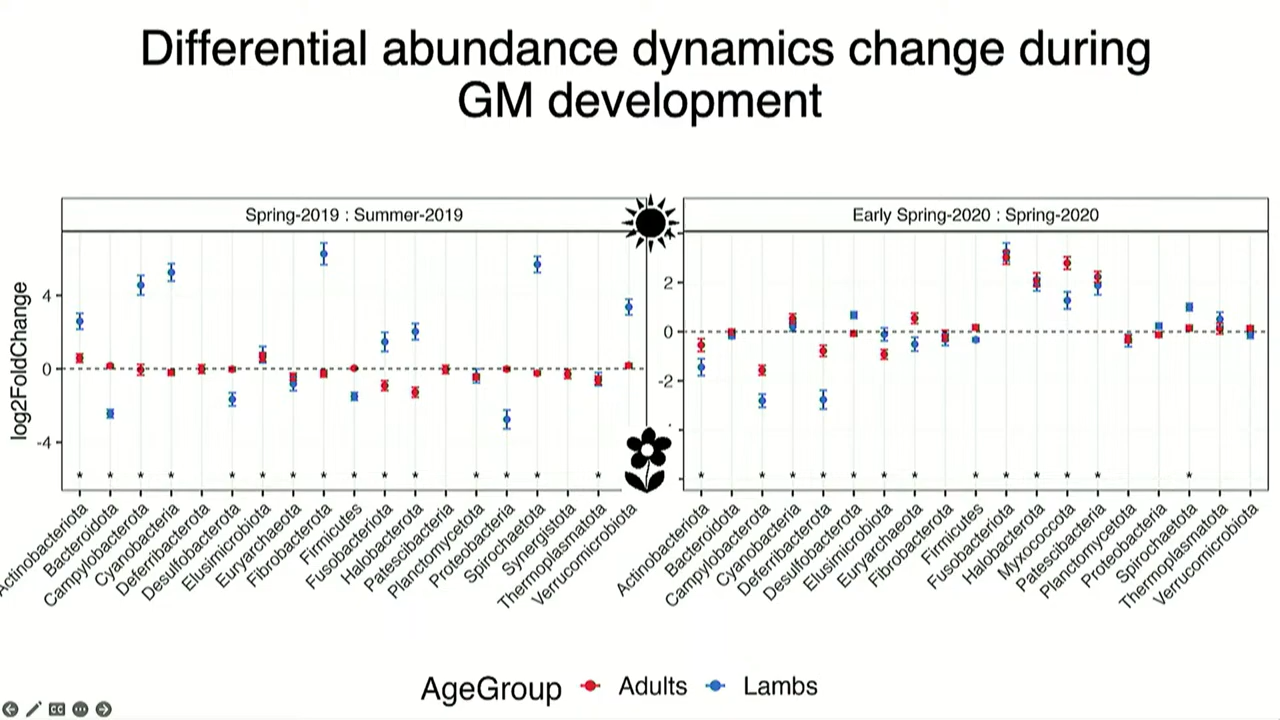 Differential abundance dynamics change during
GM development
Spring-2019 : Summer-2019
Early Spring-2020 : Spring-2020
log2FoldChange
4
0
-4
2
0
-2
* * * * * * * * * * * * * * * *
* * * * * * * * * * * * *
Actinobacteriota
Bacteroidota
Campylobacterota
Cyanobacteria
Deferribacterota
Desulfobacterota
Elusimicrobiota
Euryarchaeota
Fibrobacterota
Firmicutes
Fusobacteriota
Halobacterota
Patescibacteria
Planctomycetota
Proteobacteria
Spirochaetota
Synergistota
Thermoplasmatota
Verrucomicrobiota
Actinobacteriota
Bacteroidota
Campylobacterota
Cyanobacteria
Deferribacterota
Desulfobacterota
Elusimicrobiota
Euryarchaeota
Fibrobacterota
Firmicutes
Fusobacteriota
Halobacterota
Myxococcota
Patescibacteria
Planctomycetota
Proteobacteria
Spirochaetota
Thermoplasmatota
Verrucomicrobiota
AgeGroup Adults Lambs
CC